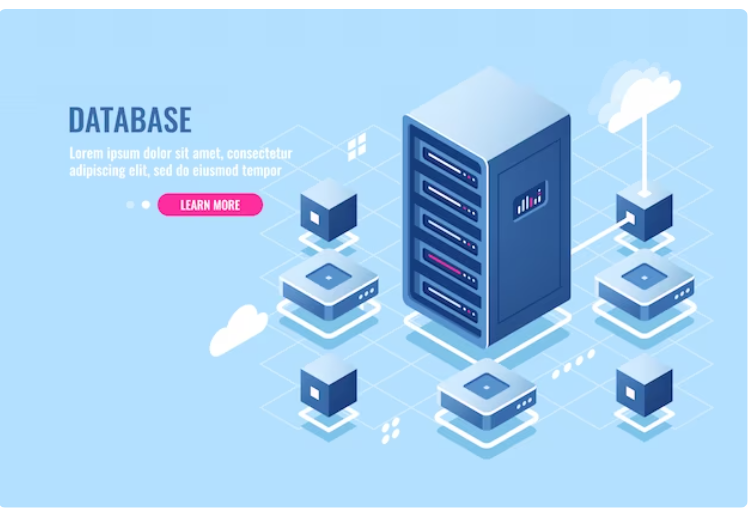 DATABASE
Lorem ipsum dolor sit amet, consectetur
adipiscing elit, sed do eiusmod tempor
LEARN MORE